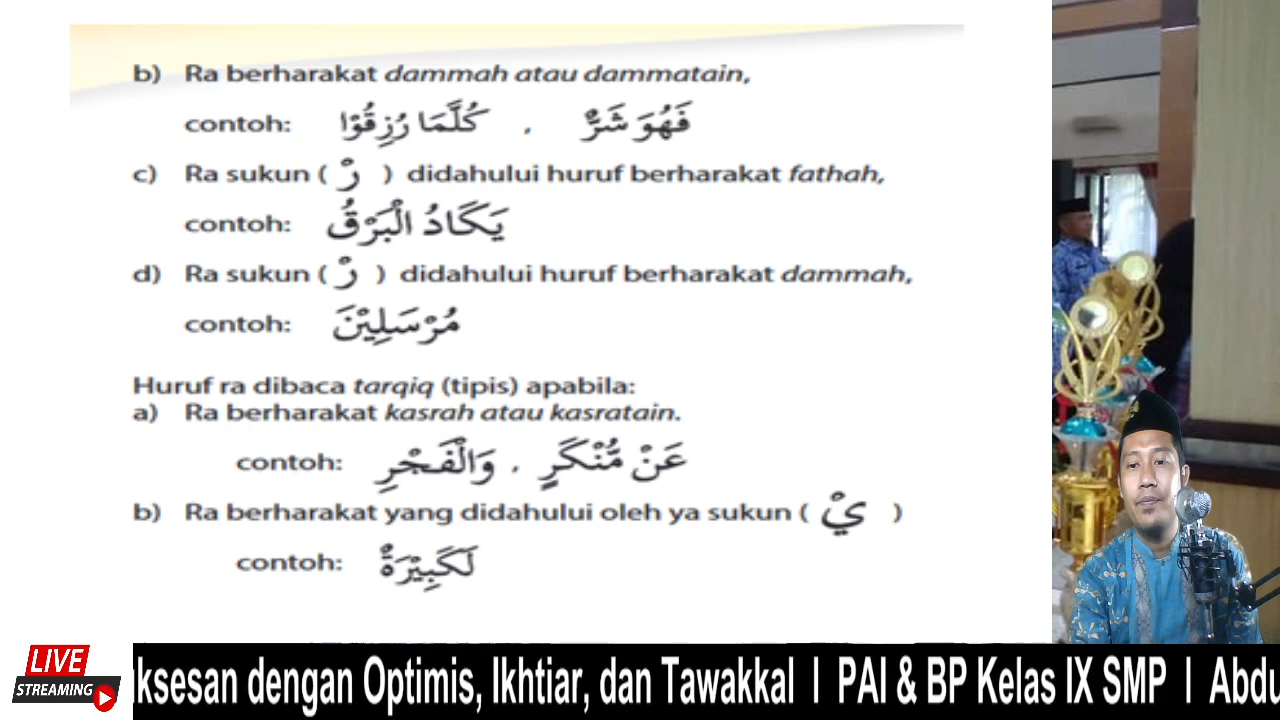 b) Ra berharakat dammah atau dammatain,
contoh: كُلَّمَا رُزِقُوْا ، فَهُوَ شَرٌّ
c) Ra sukun ( رْ ) didahului huruf berharakat fathah,
contoh: يَكَادُ الْبَرْقُ
d) Ra sukun ( رْ ) didahului huruf berharakat dammah,
contoh: مُرْسَلِيْنَ
Huruf ra dibaca tarqiq (tipis) apabila:
a) Ra berharakat kasrah atau kasratain.
contoh: وَالْفَجْرِ ، عَنْ مُّنْكَرٍ
b) Ra berharakat yang didahului oleh ya sukun ( يْ )
contoh: لَكَبِيْرَةٌ
LIVE
STREAMING
ksesan dengan Optimis, Ikhtiar, dan Tawakkal I PAI & BP Kelas IX SMP I Abdu